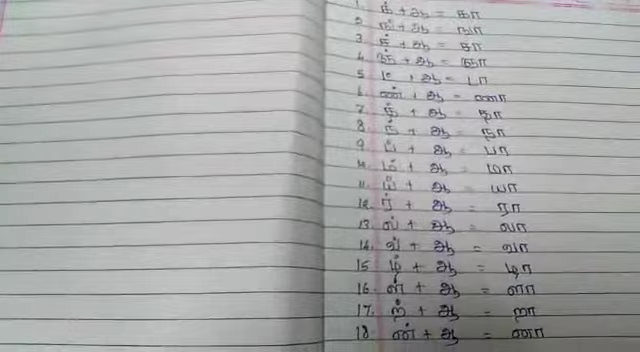 1. க் + ஆ = கா
2 ங் + ஆ = ஙா
3 ச் + ஆ = சா
4. ஞ் + ஆ = ஞா
5 ட் + ஆ = டா
6 ண் + ஆ = ணா
7 த் + ஆ = தா
8. ந் + ஆ = நா
9 ப் + ஆ = பா
10. ம் + ஆ = மா
11. ய் + ஆ = யா
12. ர் + ஆ = ரா
13. ல் + ஆ = லா
14. வ் + ஆ = வா
15 ழ் + ஆ = ழா
16. ள் + ஆ = ளா
17. ற் + ஆ = றா
18. ன் + ஆ = னா